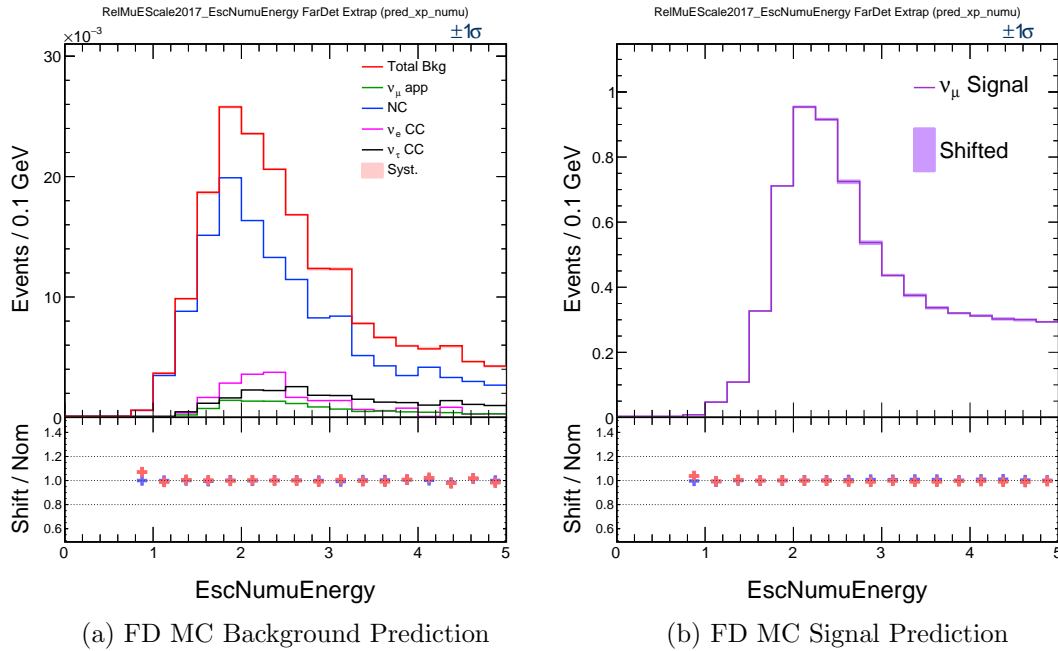 RelMuEScale2017_EscNumuEnergy FarDet Extrap (pred_xp_numu)
±1σ
×10⁻³
30
20
10
0
Events / 0.1 GeV
Total Bkg
νμ app
NC
νe CC
ντ CC
Syst.
1.4
1.2
1.0
0.8
0.6
Shift / Nom
0 1 2 3 4 5
EscNumuEnergy
(a) FD MC Background Prediction
RelMuEScale2017_EscNumuEnergy FarDet Extrap (pred_xp_numu)
±1σ
1
0.8
0.6
0.4
0.2
0
Events / 0.1 GeV
νμ Signal
Shifted
1.4
1.2
1.0
0.8
0.6
Shift / Nom
0 1 2 3 4 5
EscNumuEnergy
(b) FD MC Signal Prediction